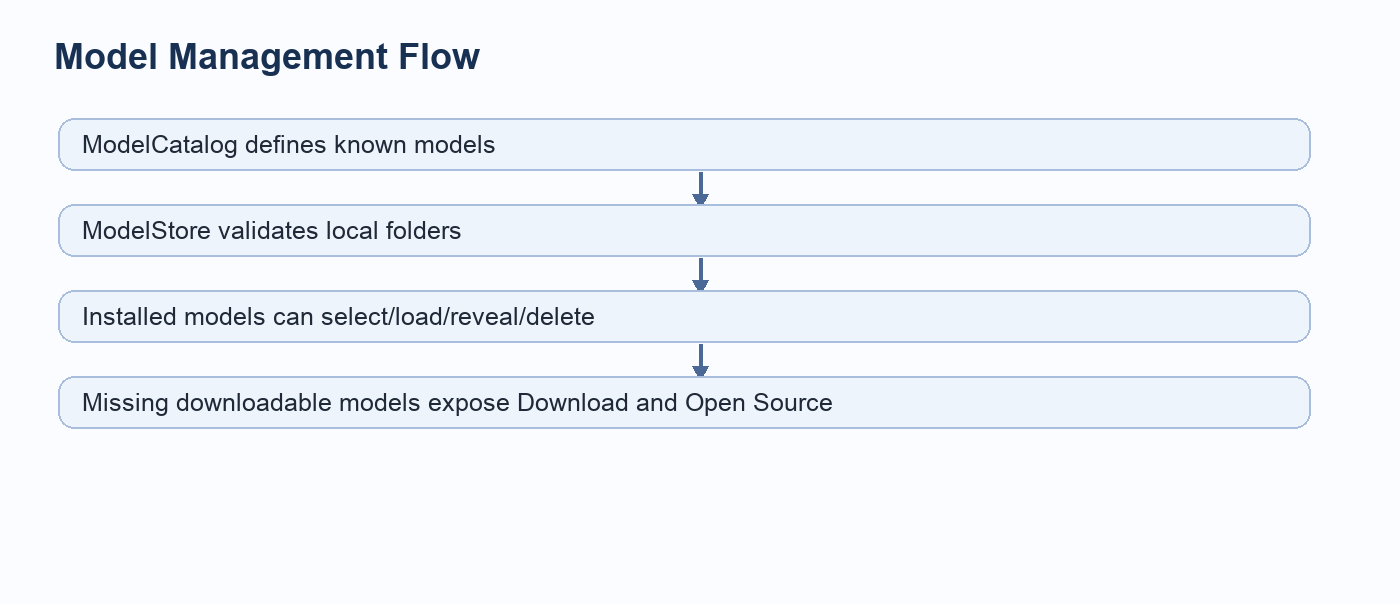 Model Management Flow
ModelCatalog defines known models
ModelStore validates local folders
Installed models can select/load/reveal/delete
Missing downloadable models expose Download and Open Source